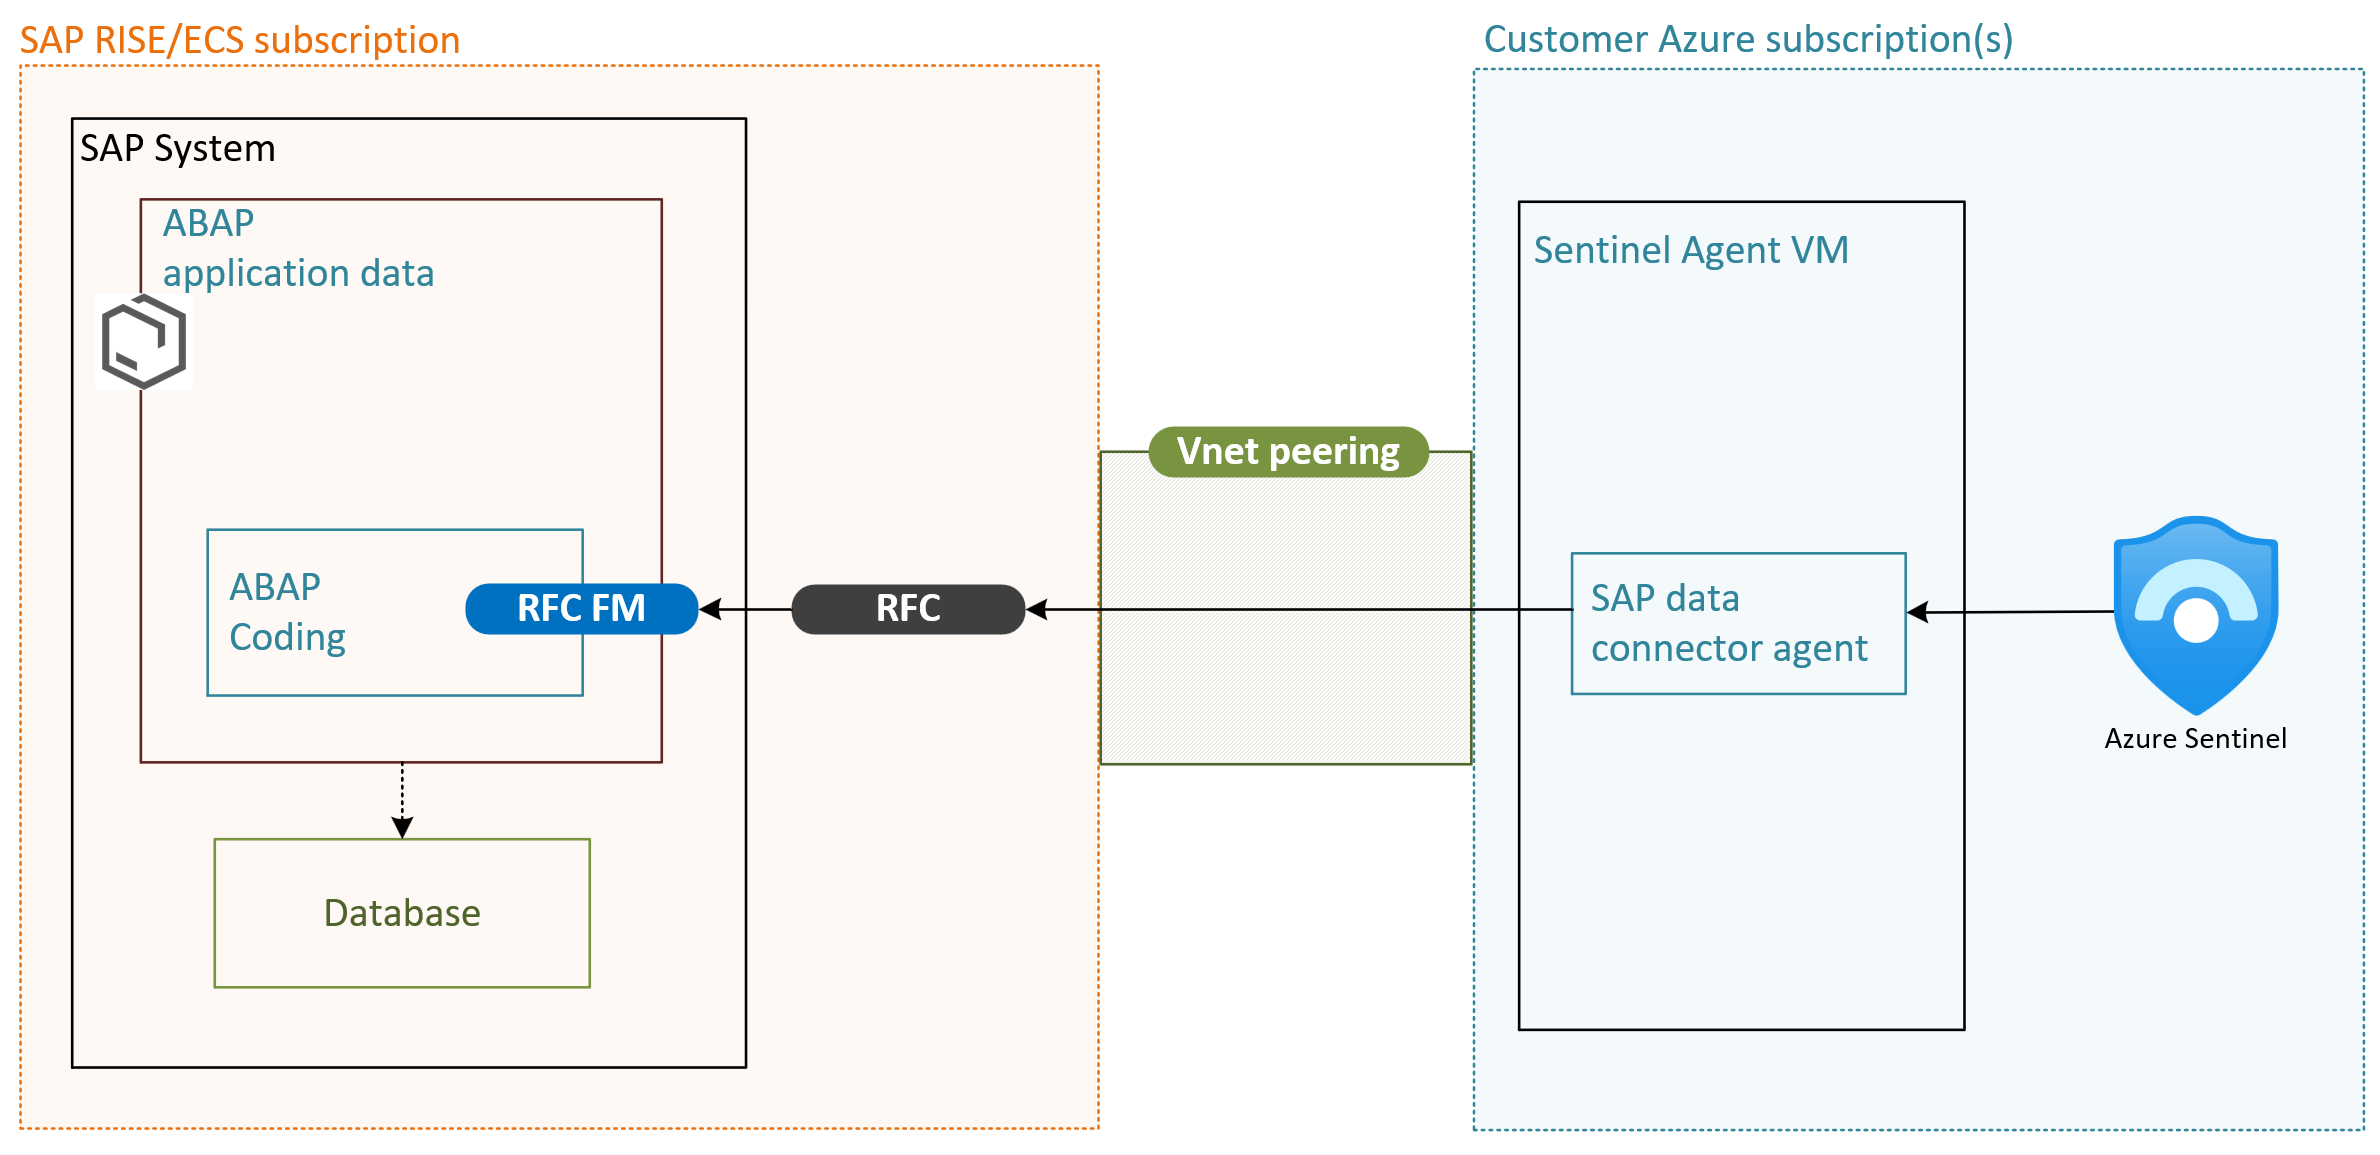 SAP RISE/ECS subscription
Customer Azure subscription(s)
SAP System
ABAP
application data
Sentinel Agent VM
Vnet peering
ABAP
Coding
RFC FM
RFC
SAP data
connector agent
Azure Sentinel
Database